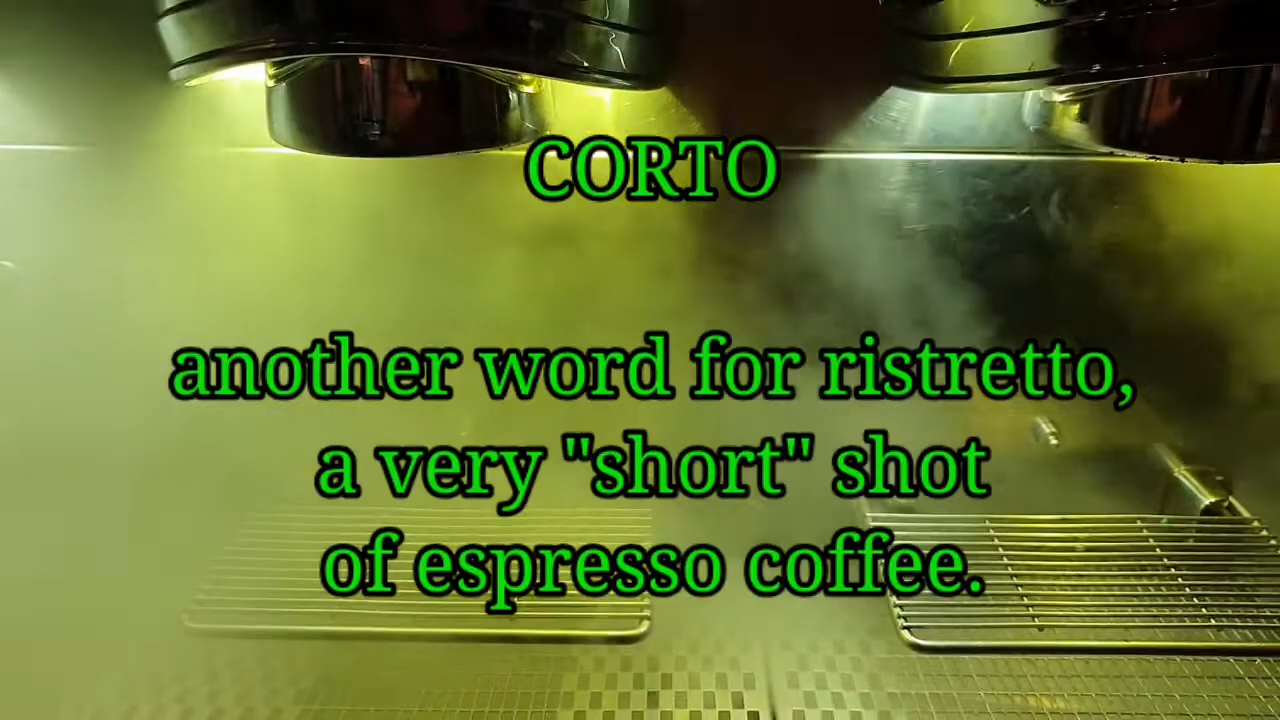 CORTO
another word for ristretto,
a very "short" shot
of espresso coffee.